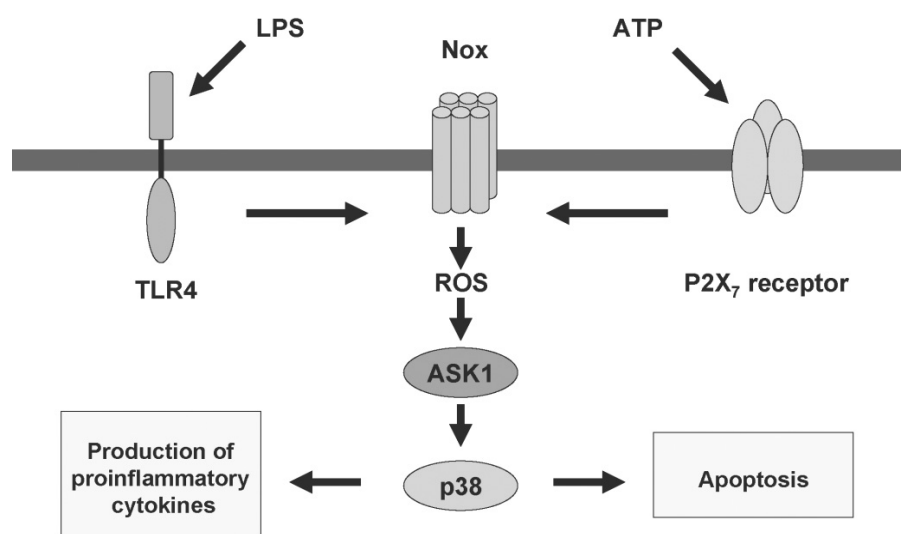 LPS
Nox
ATP
TLR4
ROS
P2X₇ receptor
ASK1
Production of
proinflammatory
cytokines
p38
Apoptosis